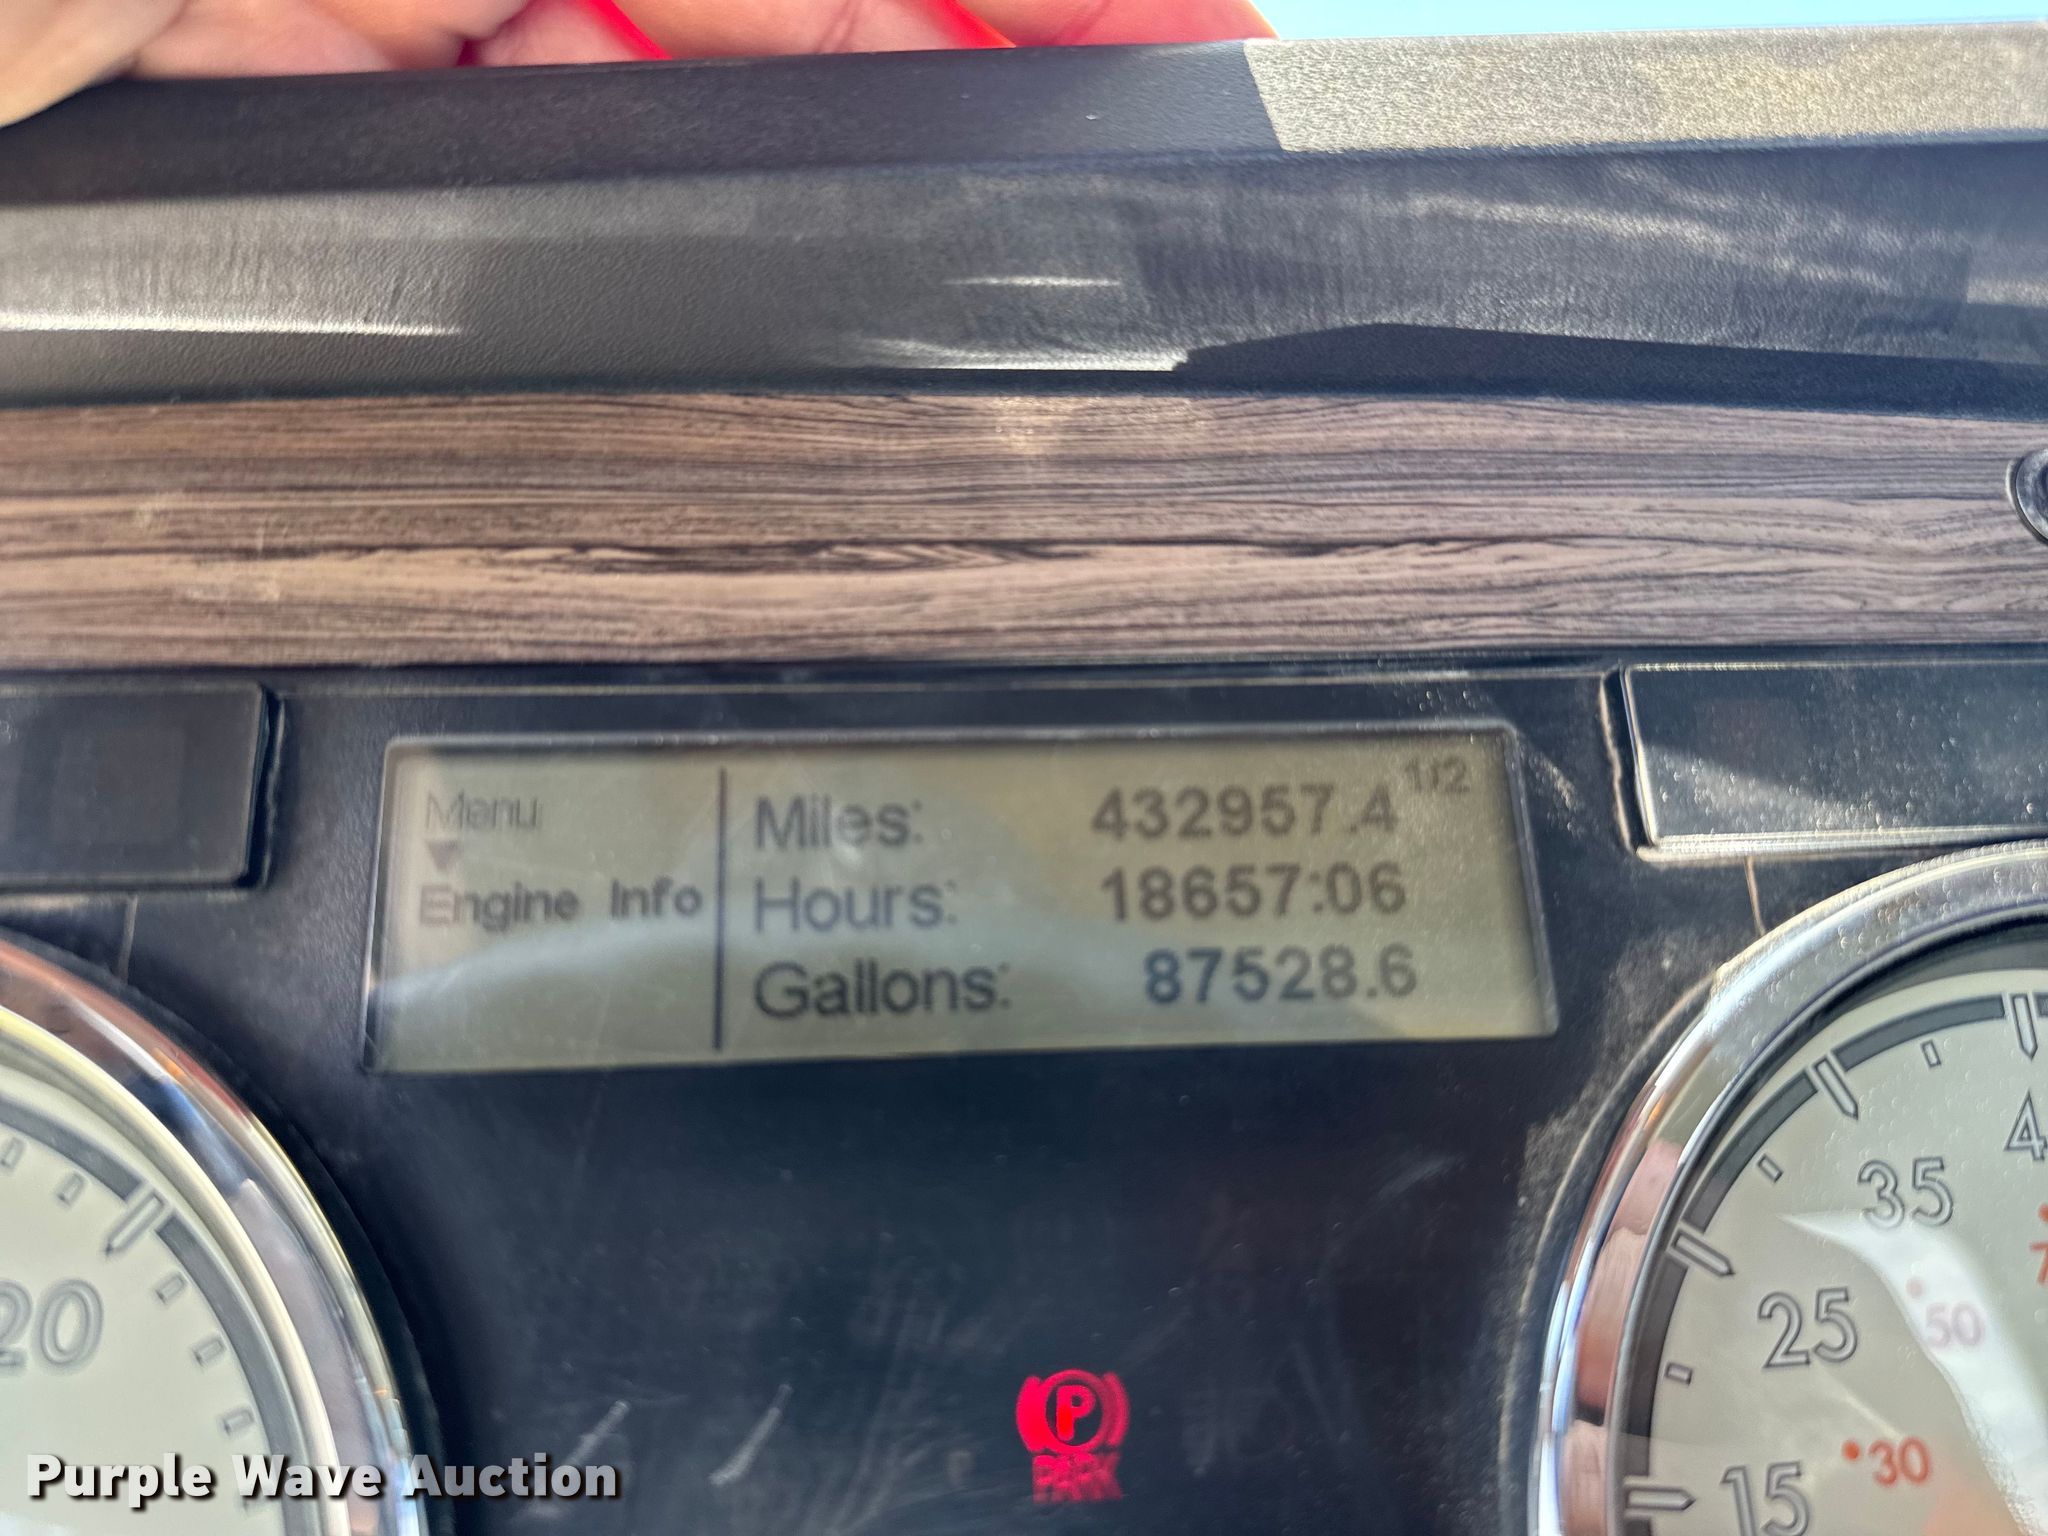 Menu
Engine Info
Miles: 432957.4
1/2
Hours: 18657:06
Gallons: 87528.6
20
35
25
50
30
15
P
PARK
Purple Wave Auction